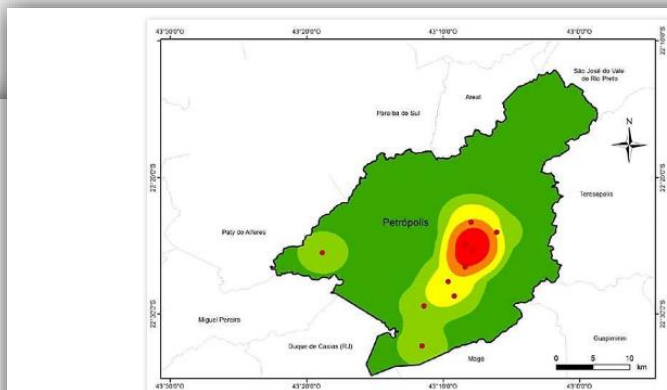 43°30'0"S 43°20'0"S 43°10'0"S 43°0'0"S
22°10'0"S
São José do Vale
do Rio Preto
Areal
Paraíba do Sul
N
22°20'0"S
22°20'0"S
Teresópolis
Petrópolis
Paty do Alferes
22°30'0"S
22°30'0"S
Miguel Pereira
Duque de Caxias (RJ)
Magé
Guapimirim
0 5 10
km
43°30'0"S 43°20'0"S 43°10'0"S 43°0'0"S